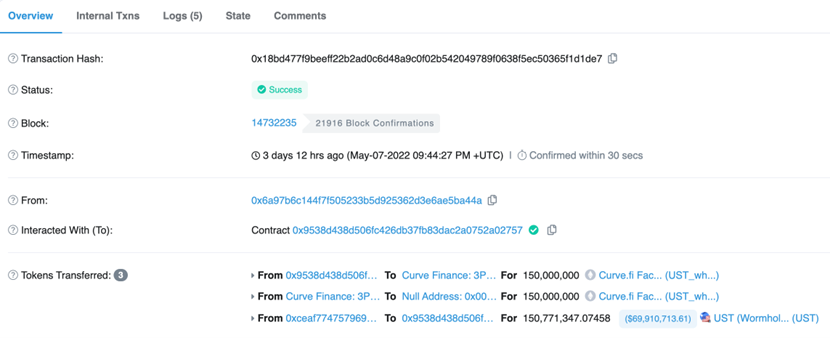 Overview Internal Txns Logs (5) State Comments
Transaction Hash: 0x18bd477f9beeff22b2ad0c6d48a9c0f02b542049789f0638f5ec50365f1d1de7
Status: Success
Block: 14732235 21916 Block Confirmations
Timestamp: 3 days 12 hrs ago (May-07-2022 09:44:27 PM +UTC) | Confirmed within 30 secs
From: 0x6a97b6c144f7f505233b5d925362d3e6ae5ba44a
Interacted With (To): Contract 0x9538d438d506fc426db37fb83dac2a0752a02757
Tokens Transferred: 3
From 0x9538d438d506f... To Curve Finance: 3P... For 150,000,000 Curve.fi Fac... (UST_wh...)
From Curve Finance: 3P... To Null Address: 0x00... For 150,000,000 Curve.fi Fac... (UST_wh...)
From 0xceaf774757969... To 0x9538d438d506f... For 150,771,347.07458 ($69,910,713.61) UST (Wormhol... (UST)